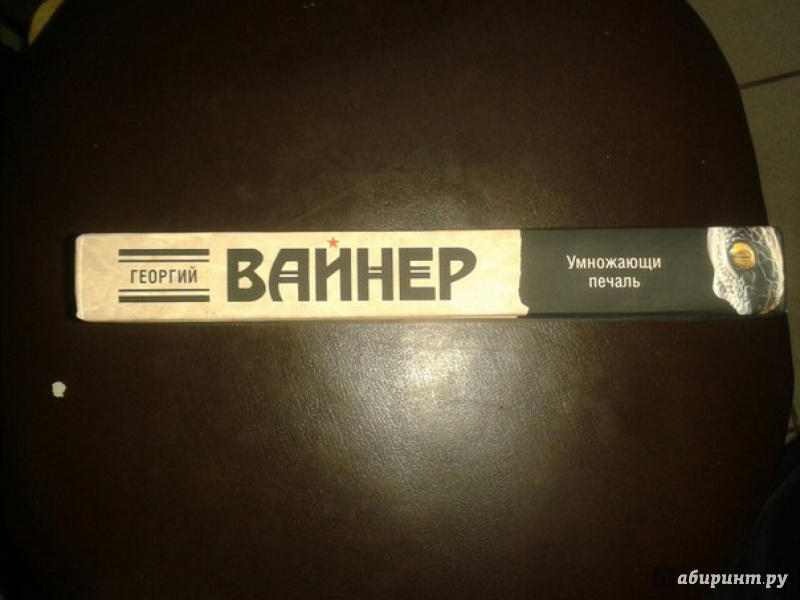 ГЕОРГИЙ
ВАЙНЕР
Умножающи
печаль
Лабиринт.ру